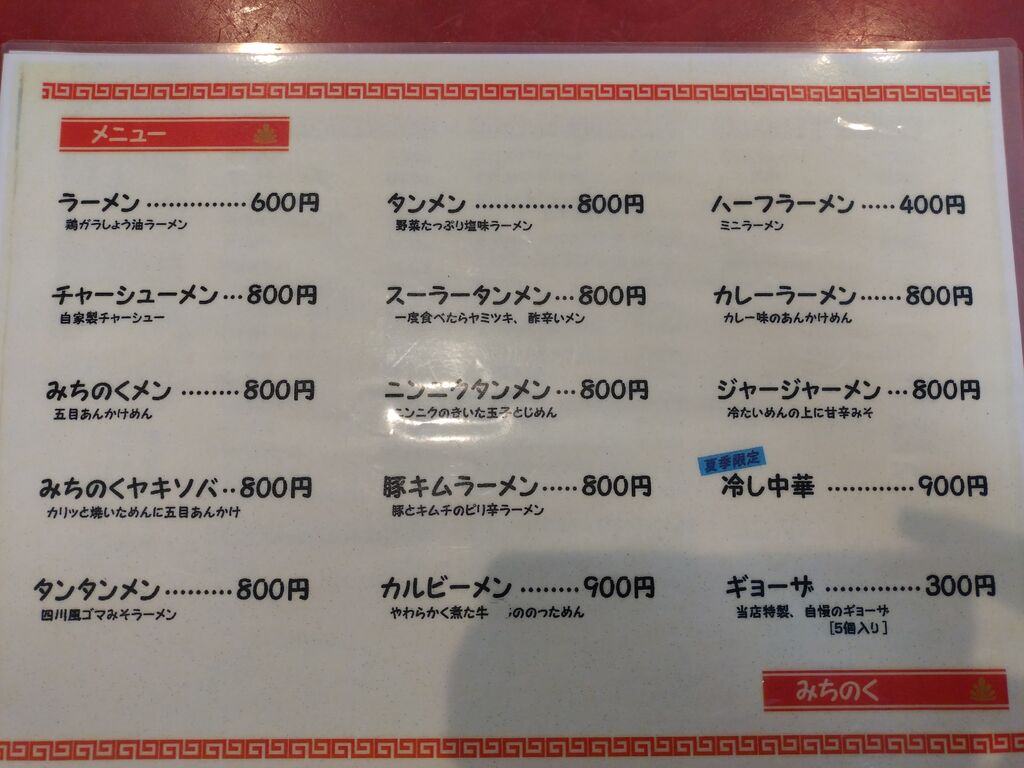 メニュー
ラーメン ‥‥‥‥‥ 600円
鶏ガラしょう油ラーメン
チャーシューメン … 800円
自家製チャーシュー
みちのくメン ‥‥‥‥ 800円
五目あんかけめん
みちのくヤキソバ ‥ 800円
カリッと焼いためんに五目あんかけ
タンタンメン ‥‥‥‥‥ 800円
四川風ゴマみそラーメン
タンメン ‥‥‥‥‥‥‥ 800円
野菜たっぷり塩味ラーメン
スーラータンメン … 800円
一度食べたらヤミツキ、酢辛いメン
ニンニクタンメン … 800円
ニンニクのきいた玉子とじめん
豚キムラーメン ‥‥‥ 800円
豚とキムチのピリ辛ラーメン
カルビーメン ‥‥‥‥ 900円
やわらかく煮た牛 ののっためん
ハーフラーメン ‥‥‥ 400円
ミニラーメン
カレーラーメン ‥‥‥ 800円
カレー味のあんかけめん
ジャージャーメン … 800円
冷たいめんの上に甘辛みそ
夏季限定
冷し中華 ‥‥‥‥‥‥ 900円
ギョーザ ‥‥‥‥‥‥‥ 300円
当店特製、自慢のギョーザ
［5個入り］
みちのく